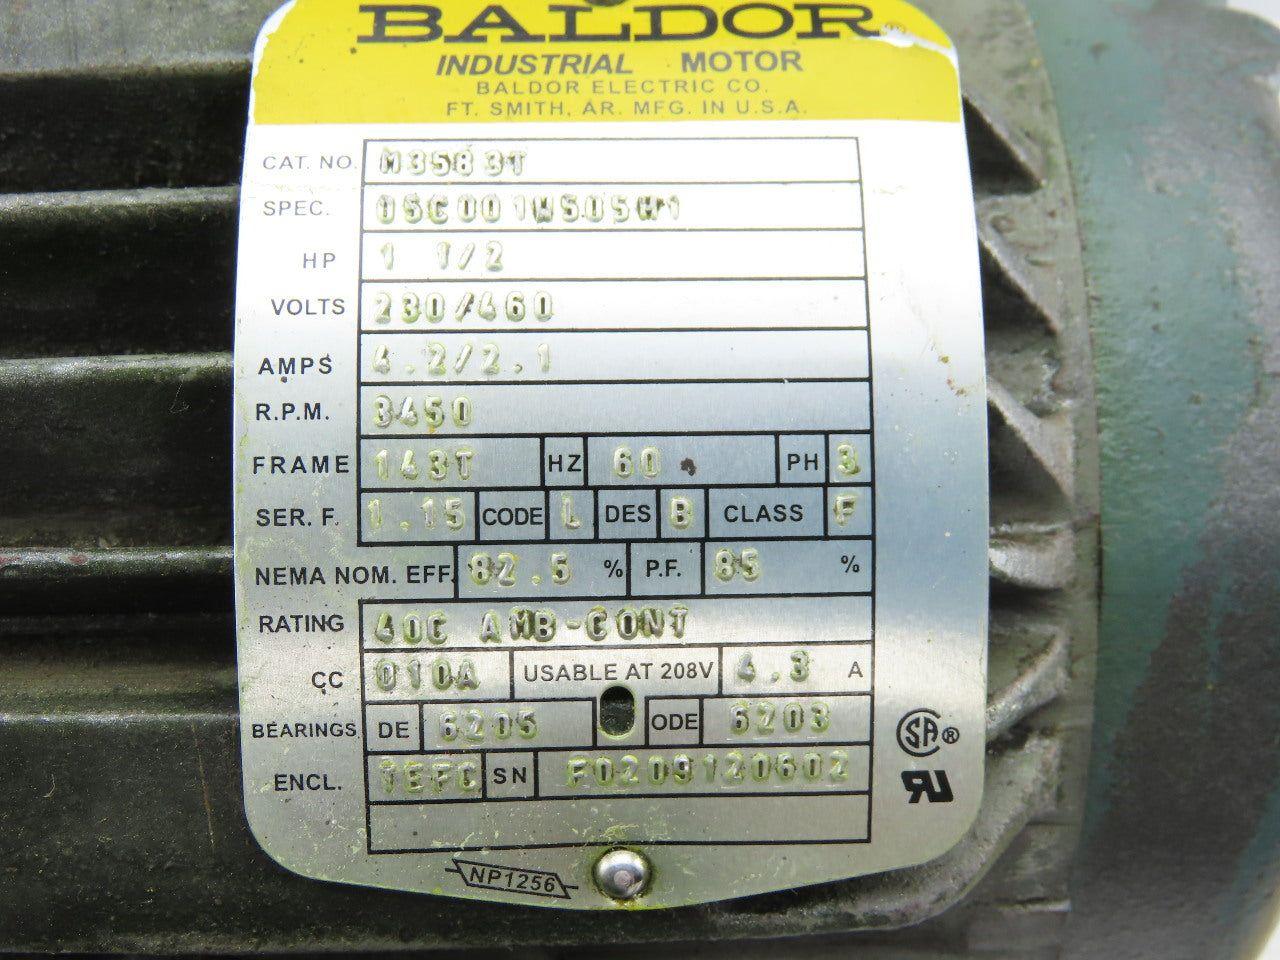 BALDOR®
INDUSTRIAL MOTOR
BALDOR ELECTRIC CO.
FT. SMITH, AR. MFG. IN U.S.A.
CAT. NO. M3583T
SPEC. 05C001W505W1
HP 1 1/2
VOLTS 230/460
AMPS 4.2/2.1
R.P.M. 3450
FRAME 143T HZ 60 PH 3
SER. F. 1.15 CODE L DES B CLASS F
NEMA NOM. EFF. 82.5 % P.F. 85 %
RATING 40C AMB-CONT
CC 010A USABLE AT 208V 4.3 A
BEARINGS DE 6205 ODE 6203
ENCL. TEFC SN F0209120602
SA®
RU
NP1256